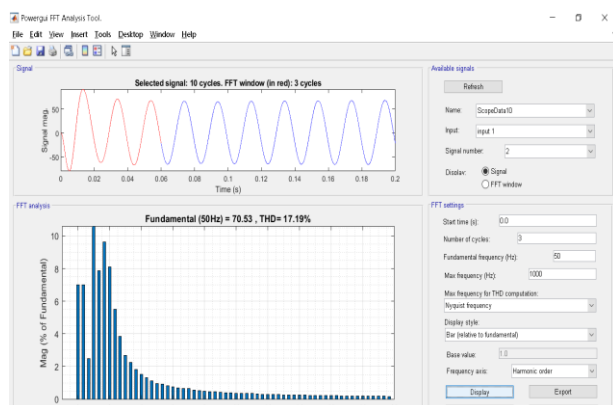 Powergui FFT Analysis Tool.
File Edit View Insert Tools Desktop Window Help
Signal
Selected signal: 10 cycles. FFT window (in red): 3 cycles
Signal mag.
50
0
-50
0 0.02 0.04 0.06 0.08 0.1 0.12 0.14 0.16 0.18 0.2
Time (s)
FFT analysis
Fundamental (50Hz) = 70.53 , THD= 17.19%
Mag (% of Fundamental)
10
8
6
4
2
0
Available signals
Refresh
Name: ScopeData10
Input: input 1
Signal number: 2
Display: Signal
FFT window
FFT settings
Start time (s): 0.0
Number of cycles: 3
Fundamental frequency (Hz): 50
Max frequency (Hz): 1000
Max frequency for THD computation:
Nyquist frequency
Display style:
Bar (relative to fundamental)
Base value: 1.0
Frequency axis: Harmonic order
Display Export